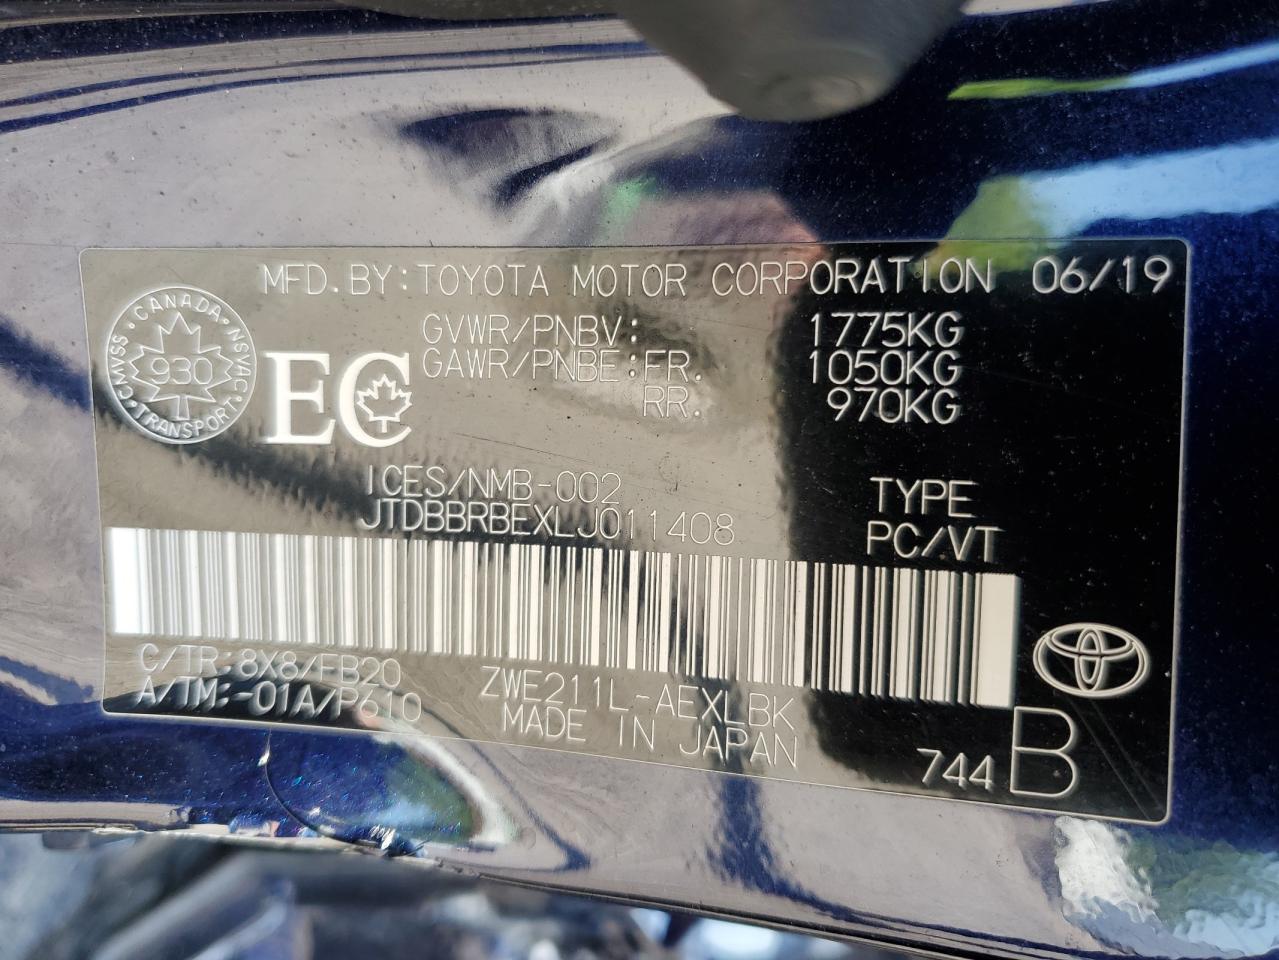 MFD. BY: TOYOTA MOTOR CORPORATION 06/19
CMVSS • CANADA • NSVAC
930
• TRANSPORT •
EC
GVWR/PNBV: 1775KG
GAWR/PNBE: FR. 1050KG
RR. 970KG
ICES/NMB-002
JTDBBRBEXLJ011408
TYPE
PC/VT
C/TR: 8X8/FB20
A/TM: -01A/P610
ZWE211L-AEXLBK
MADE IN JAPAN
744 B